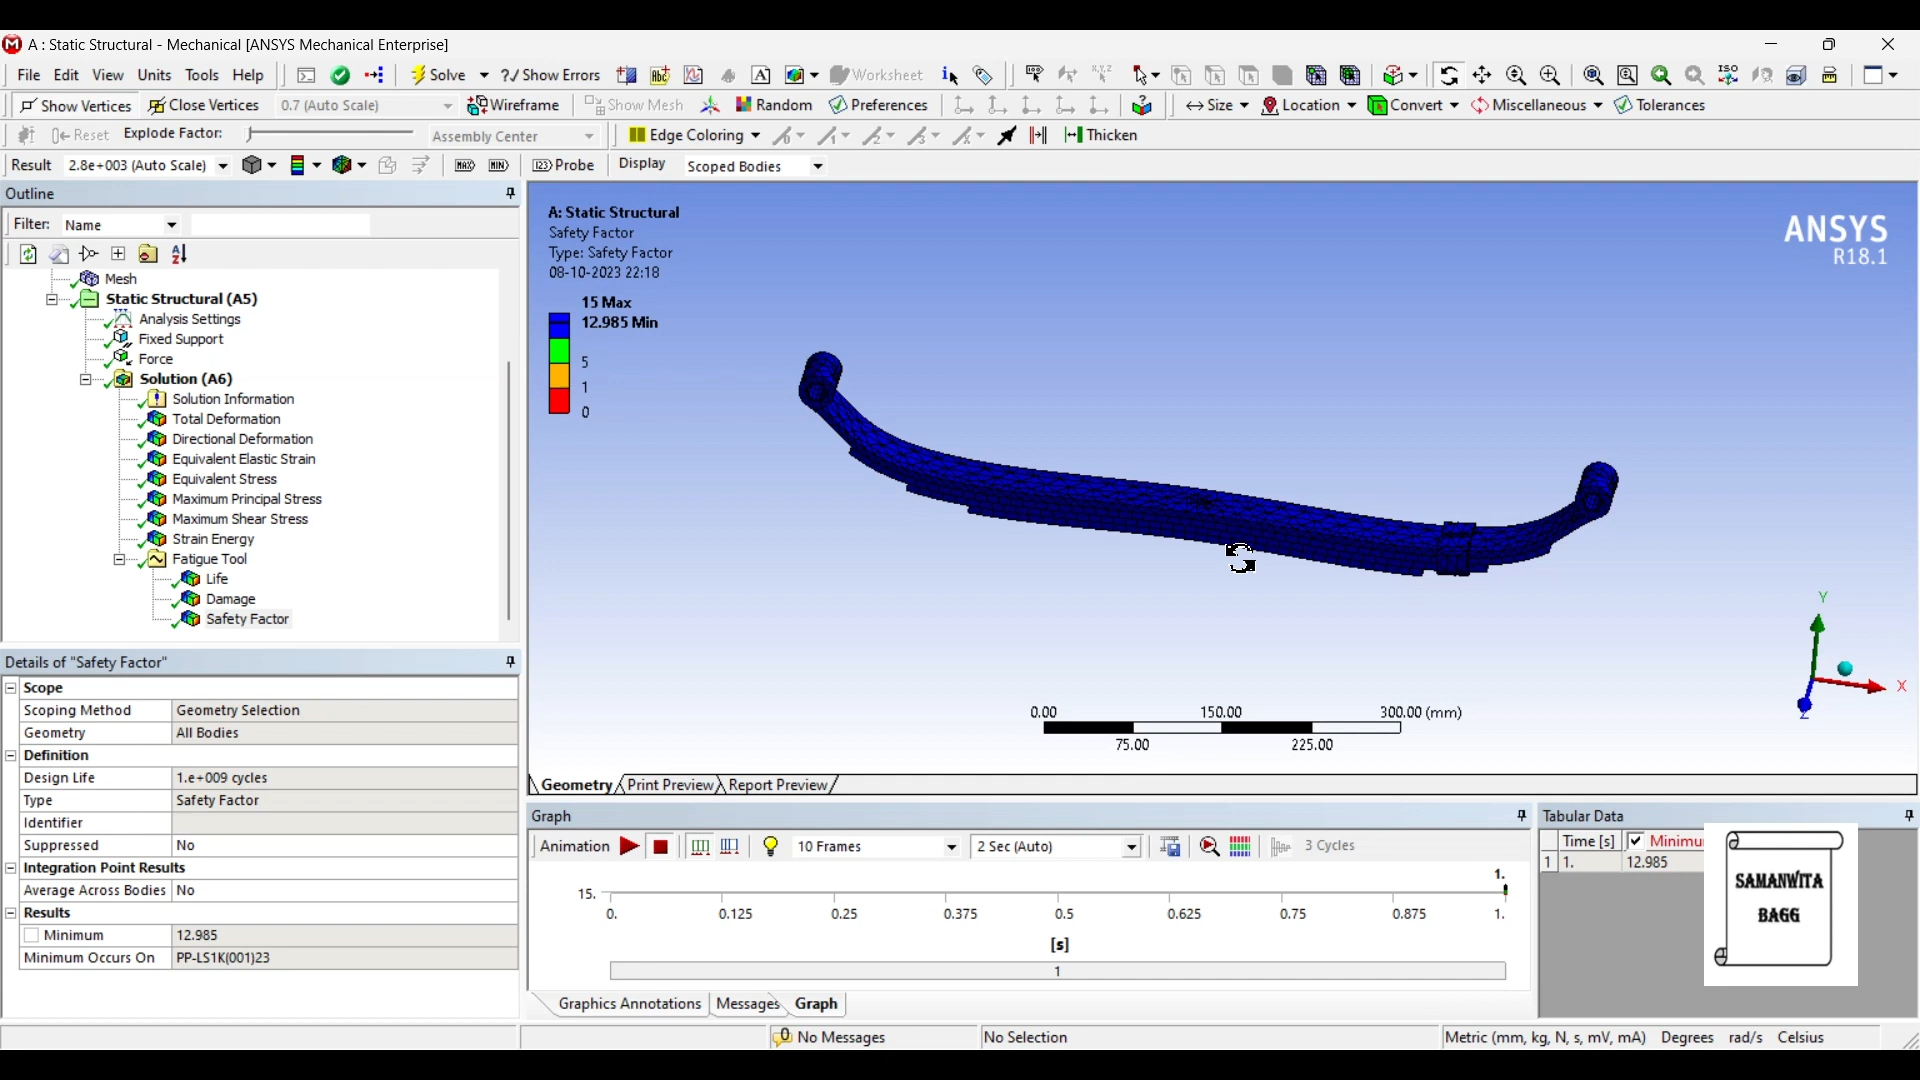 A : Static Structural - Mechanical [ANSYS Mechanical Enterprise]
File Edit View Units Tools Help Solve ?/ Show Errors Worksheet
Show Vertices Close Vertices 0.7 (Auto Scale) Wireframe Show Mesh Random Preferences Size Location Convert Miscellaneous Tolerances
Reset Explode Factor: Assembly Center Edge Coloring Thicken
Result 2.8e+003 (Auto Scale) MAX MIN Probe Display Scoped Bodies
Outline
Filter: Name
Mesh
Static Structural (A5)
Analysis Settings
Fixed Support
Force
Solution (A6)
Solution Information
Total Deformation
Directional Deformation
Equivalent Elastic Strain
Equivalent Stress
Maximum Principal Stress
Maximum Shear Stress
Strain Energy
Fatigue Tool
Life
Damage
Safety Factor
Details of "Safety Factor"
Scope
Scoping Method Geometry Selection
Geometry All Bodies
Definition
Design Life 1.e+009 cycles
Type Safety Factor
Identifier
Suppressed No
Integration Point Results
Average Across Bodies No
Results
Minimum 12.985
Minimum Occurs On PP-LS1K(001)23
A: Static Structural
Safety Factor
Type: Safety Factor
08-10-2023 22:18
15 Max
12.985 Min
5
1
0
ANSYS
R18.1
Y
X
Z
0.00 150.00 300.00 (mm)
75.00 225.00
Geometry Print Preview Report Preview
Graph
Animation 10 Frames 2 Sec (Auto) 3 Cycles
1.
15.
0. 0.125 0.25 0.375 0.5 0.625 0.75 0.875 1.
[s]
1
Graphics Annotations Messages Graph
Tabular Data
Time [s] Minimu
1 1. 12.985
SAMANWITA
BAGG
No Messages No Selection Metric (mm, kg, N, s, mV, mA) Degrees rad/s Celsius